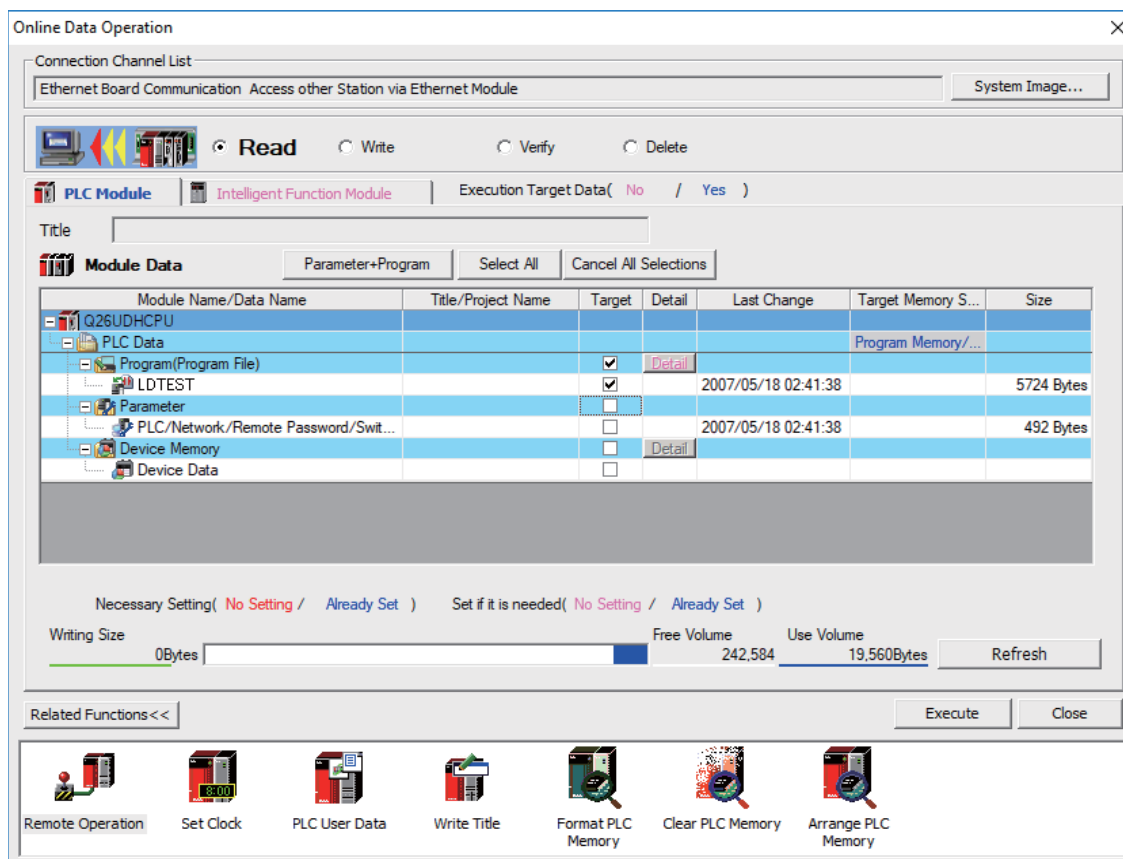 Online Data Operation
Connection Channel List
Ethernet Board Communication Access other Station via Ethernet Module
System Image...
Read Write Verify Delete
PLC Module Intelligent Function Module Execution Target Data( No / Yes )
Title
Module Data Parameter+Program Select All Cancel All Selections
Module Name/Data Name Title/Project Name Target Detail Last Change Target Memory S... Size
Q26UDHCPU
PLC Data Program Memory/...
Program(Program File) Detail
LDTEST 2007/05/18 02:41:38 5724 Bytes
Parameter
PLC/Network/Remote Password/Swit... 2007/05/18 02:41:38 492 Bytes
Device Memory Detail
Device Data
Necessary Setting( No Setting / Already Set ) Set if it is needed( No Setting / Already Set )
Writing Size Free Volume Use Volume
0Bytes 242,584 19,560Bytes Refresh
Related Functions<< Execute Close
8:00
Remote Operation Set Clock PLC User Data Write Title Format PLC Clear PLC Memory Arrange PLC
Memory Memory